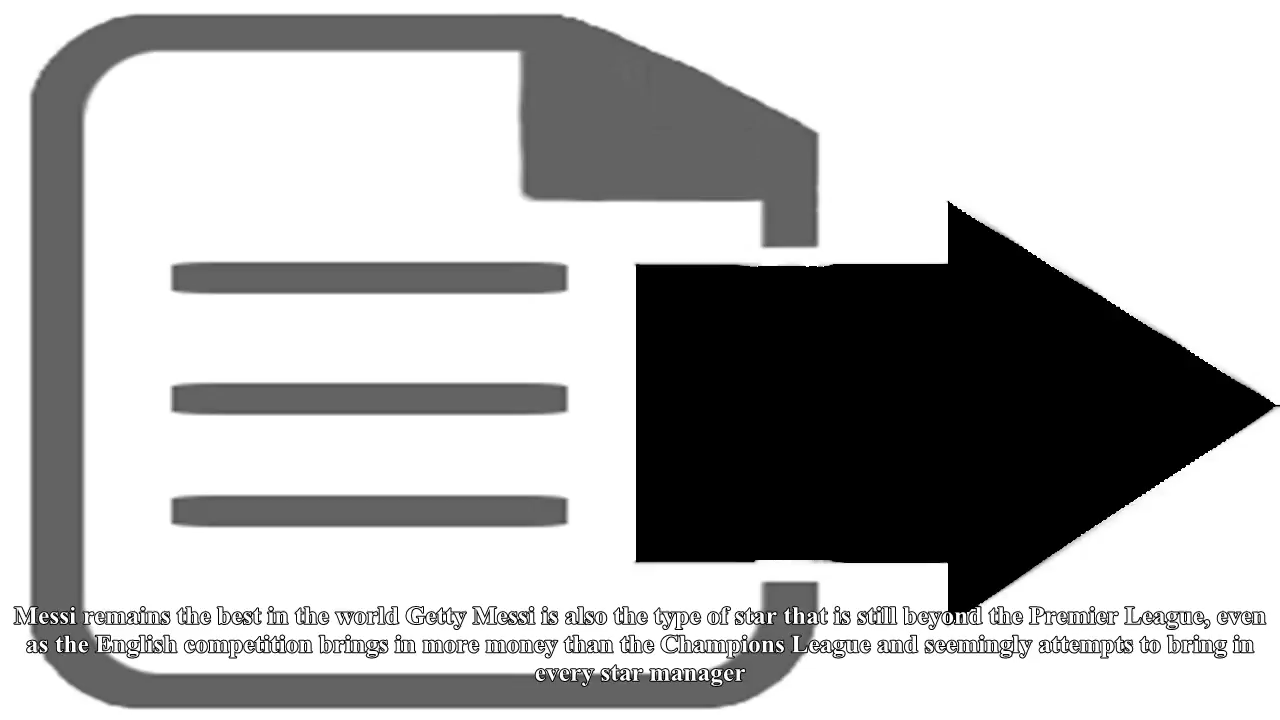 Messi remains the best in the world Getty Messi is also the type of star that is still beyond the Premier League, even
as the English competition brings in more money than the Champions League and seemingly attempts to bring in
every star manager